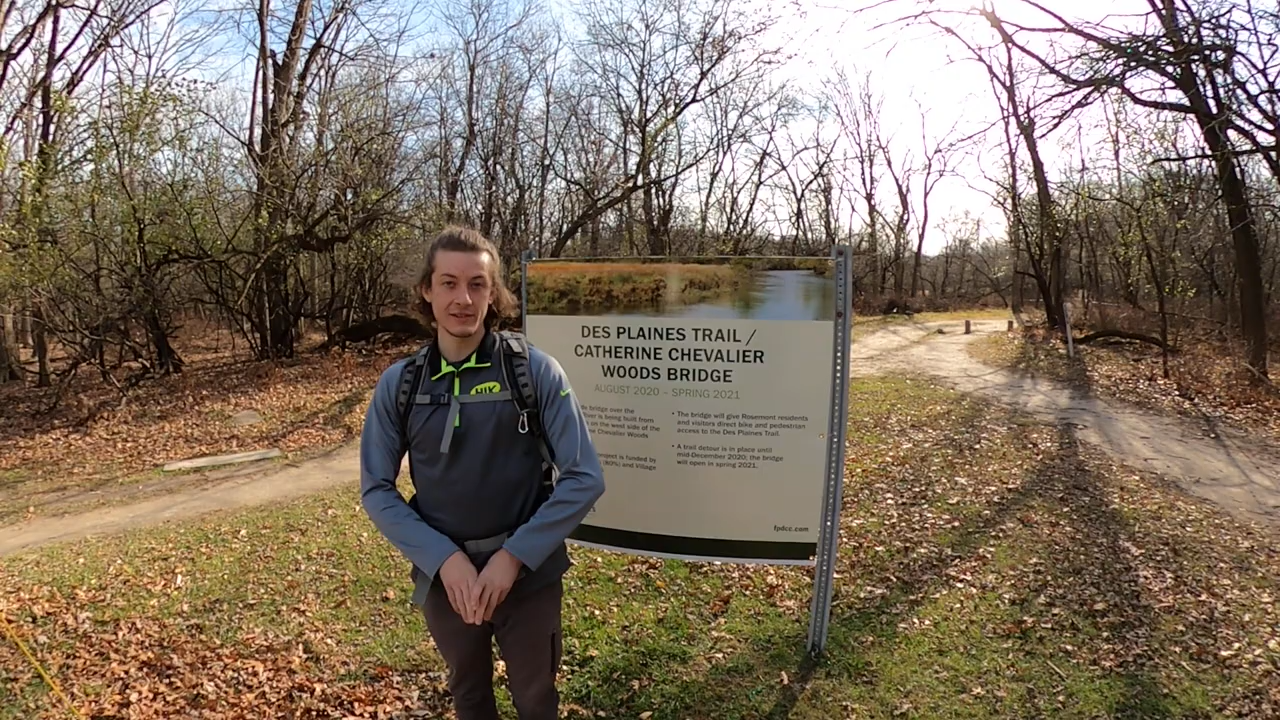 DES PLAINES TRAIL /
CATHERINE CHEVALIER
WOODS BRIDGE
AUGUST 2020 – SPRING 2021
bridge over the
is being built from
on the west side of the
Chevalier Woods
project is funded by
(80%) and Village
• The bridge will give Rosemont residents
and visitors direct bike and pedestrian
access to the Des Plaines Trail.
• A trail detour is in place until
mid-December 2020; the bridge
will open in spring 2021.
fpdcc.com
HIK